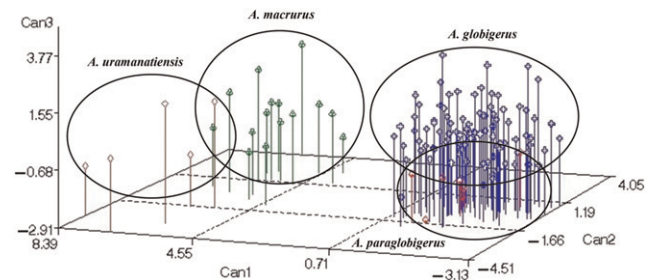 Can3
A. macrurus
A. globigerus
3.77
A. uramanatiensis
1.55
−0.68
−2.91
8.39
4.55
0.71
−3.13
Can1
A. paraglobigerus
4.05
1.19
−1.66
−4.51
Can2